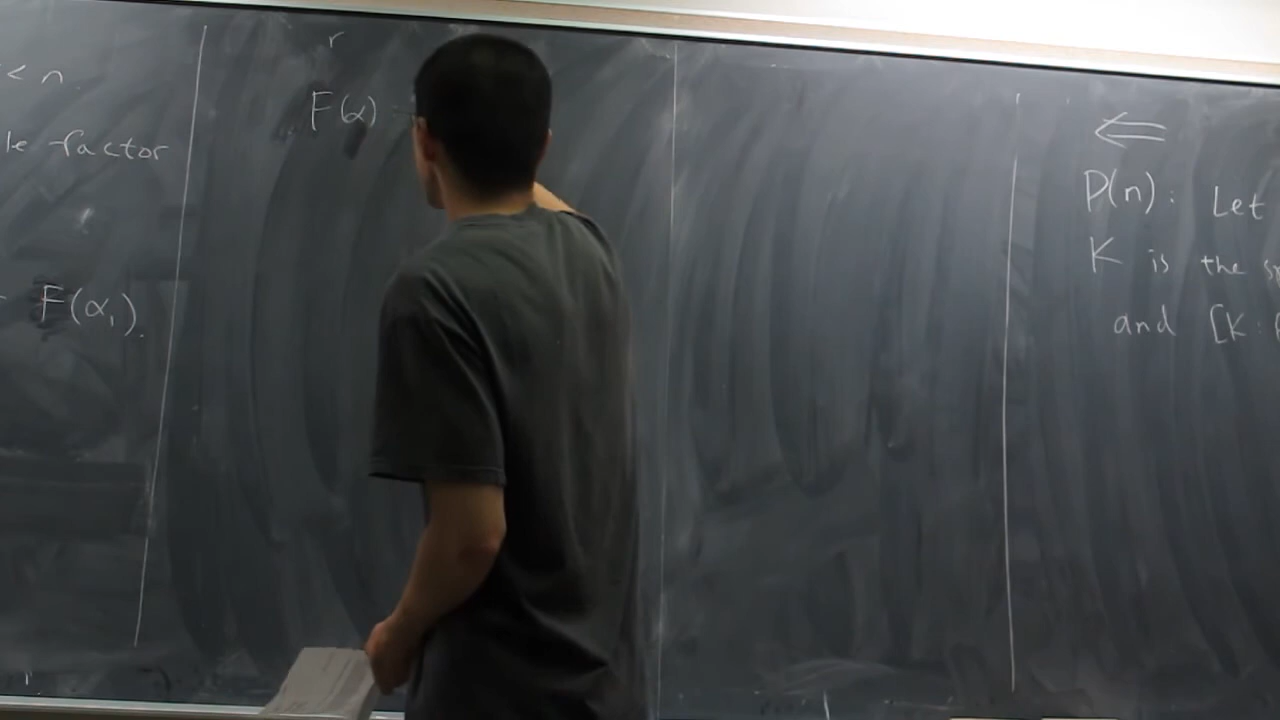 < n
le factor
F(α₁).
r
F(α)
⇐
P(n): Let
K is the
and [K: